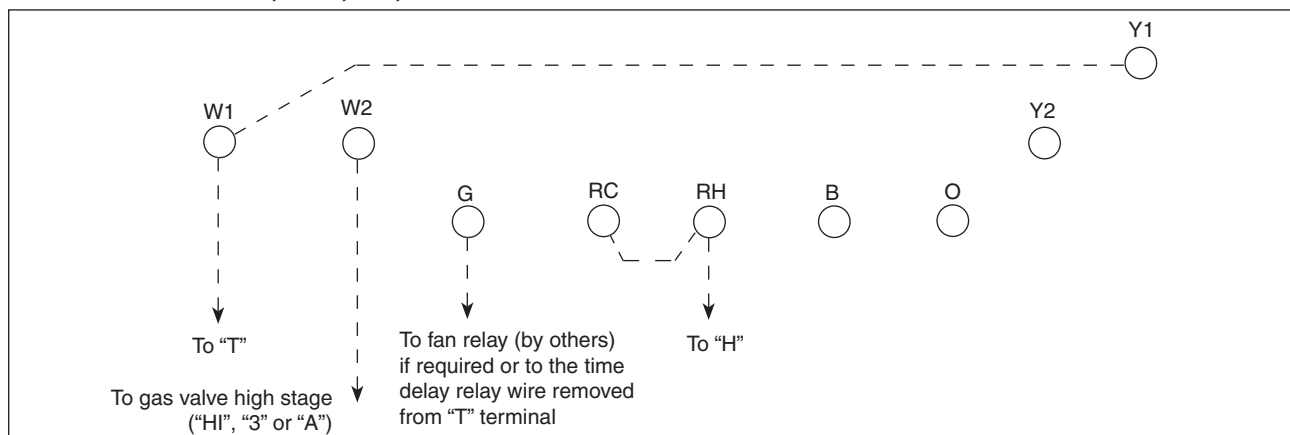 Y1
W1
W2
Y2
G
RC
RH
B
O
To “T”
To gas valve high stage
(“HI”, “3” or “A”)
To fan relay (by others)
if required or to the time
delay relay wire removed
from “T” terminal
To “H”